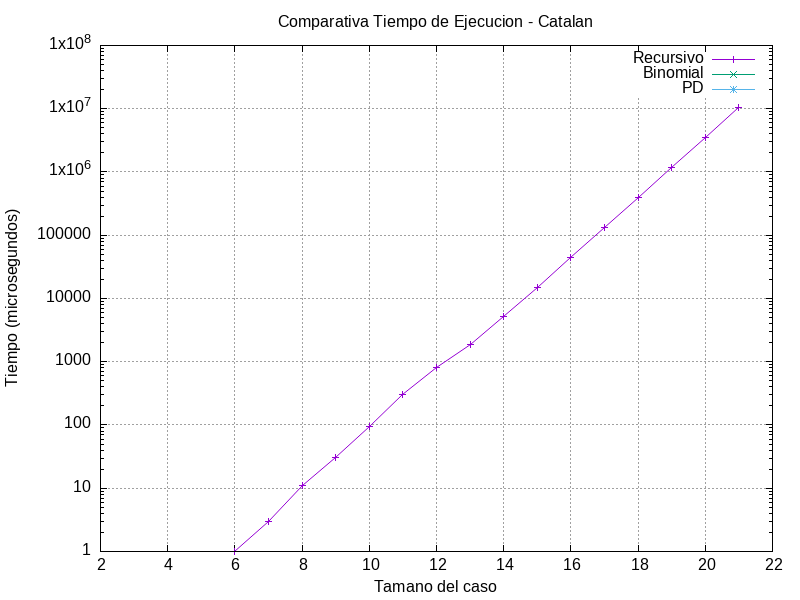 Comparativa Tiempo de Ejecucion - Catalan
Recursivo
Binomial
PD
1x10^8
1x10^7
1x10^6
100000
10000
1000
100
10
1
Tiempo (microsegundos)
2 4 6 8 10 12 14 16 18 20 22
Tamano del caso